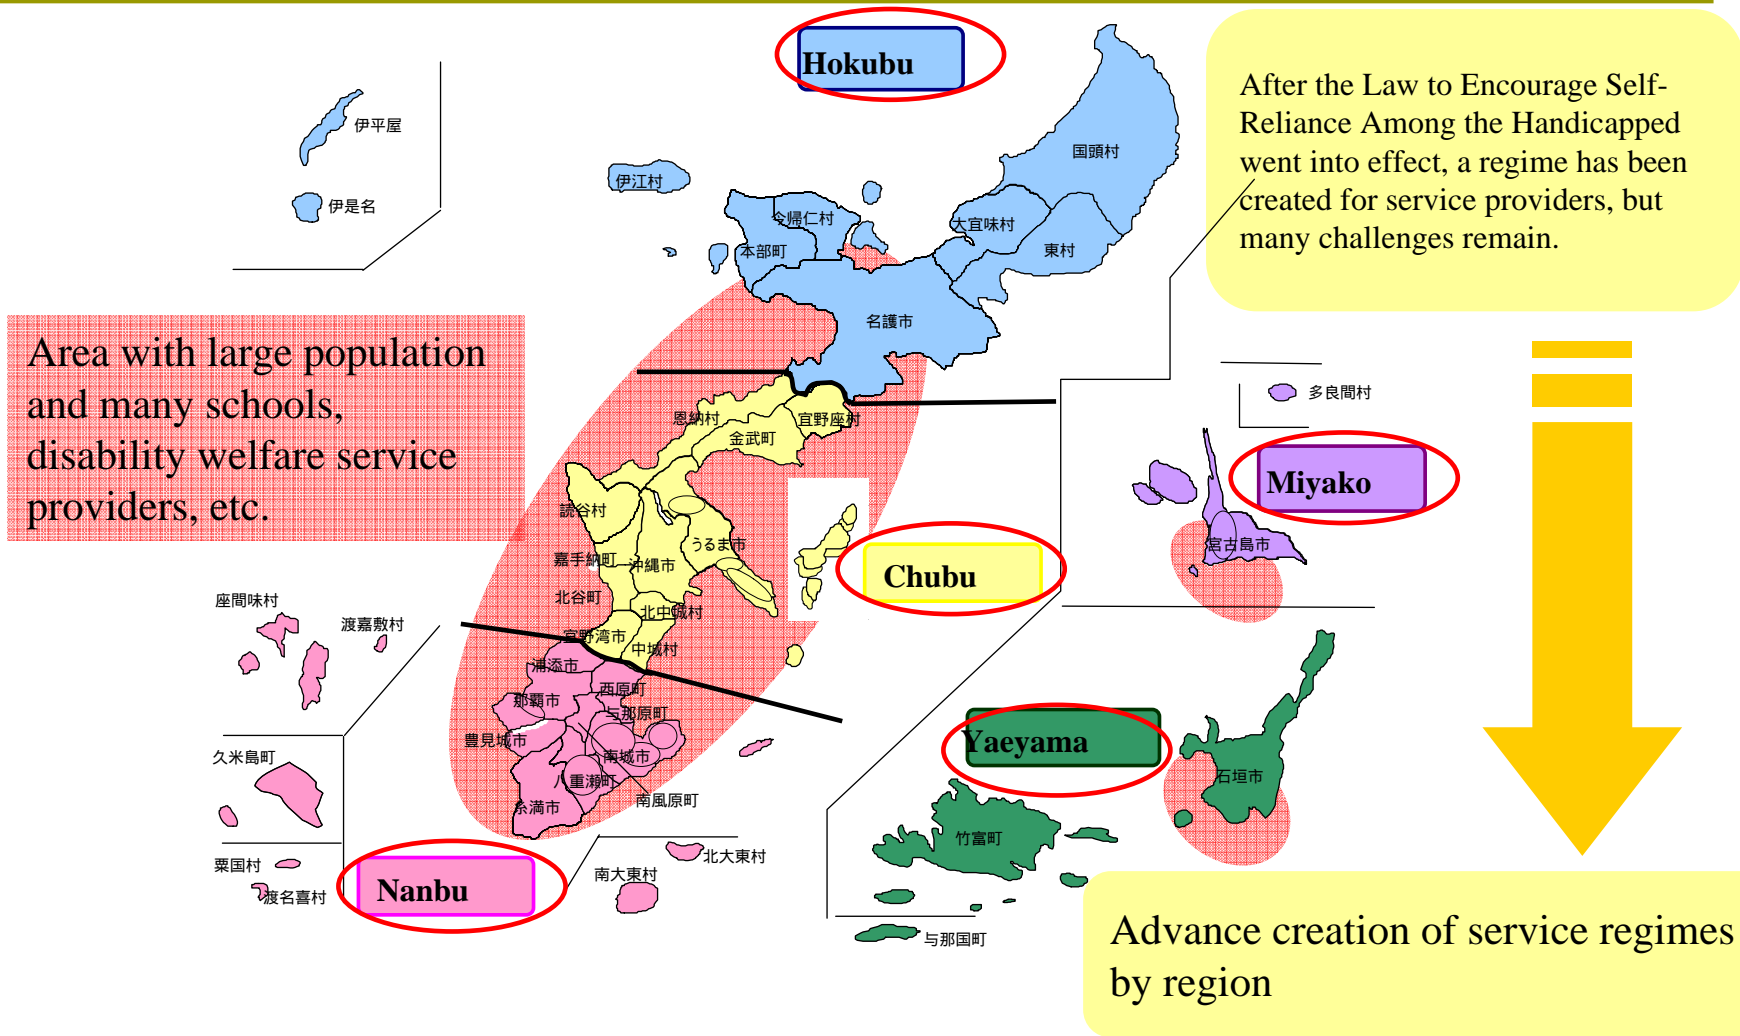 Hokubu
After the Law to Encourage Self-
Reliance Among the Handicapped
went into effect, a regime has been
created for service providers, but
many challenges remain.
伊平屋
伊是名
伊江村
国頭村
今帰仁村
大宜味村
本部町
東村
名護市
Area with large population
and many schools,
disability welfare service
providers, etc.
多良間村
恩納村
宜野座村
金武町
Miyako
読谷村
うるま市
宮古島市
嘉手納町
沖縄市
Chubu
北谷町
座間味村
北中城村
渡嘉敷村
宜野湾市
中城村
浦添市
西原町
那覇市
与那原町
豊見城市
Yaeyama
久米島町
南城市
石垣市
八重瀬町
南風原町
糸満市
竹富町
粟国村
北大東村
南大東村
Nanbu
渡名喜村
与那国町
Advance creation of service regimes
by region